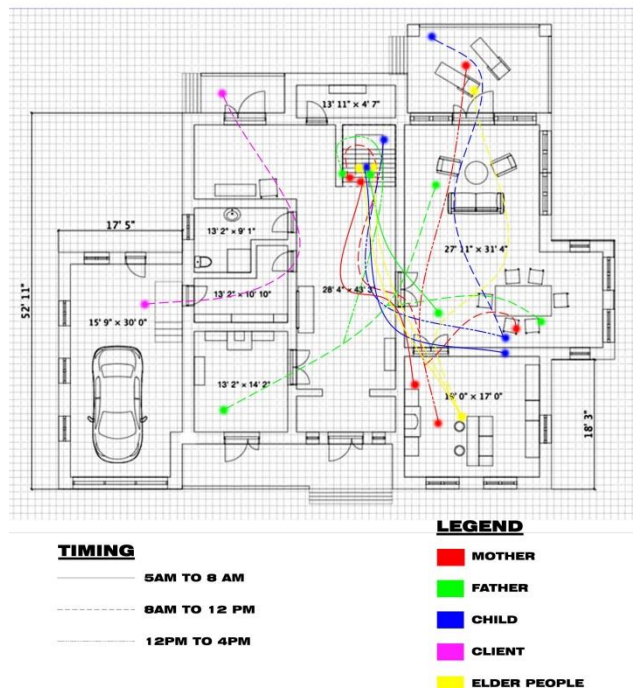 13' 11" × 4' 7"
17' 5"
13' 2" × 9' 1"
27' 11" × 31' 4"
52' 11"
13' 2" × 10' 10"
28' 4" × 43' 3"
15' 9" × 30' 0"
13' 2" × 14' 2"
19' 0" × 17' 0"
18' 3"
TIMING
5AM TO 8 AM
8AM TO 12 PM
12PM TO 4PM
LEGEND
MOTHER
FATHER
CHILD
CLIENT
ELDER PEOPLE